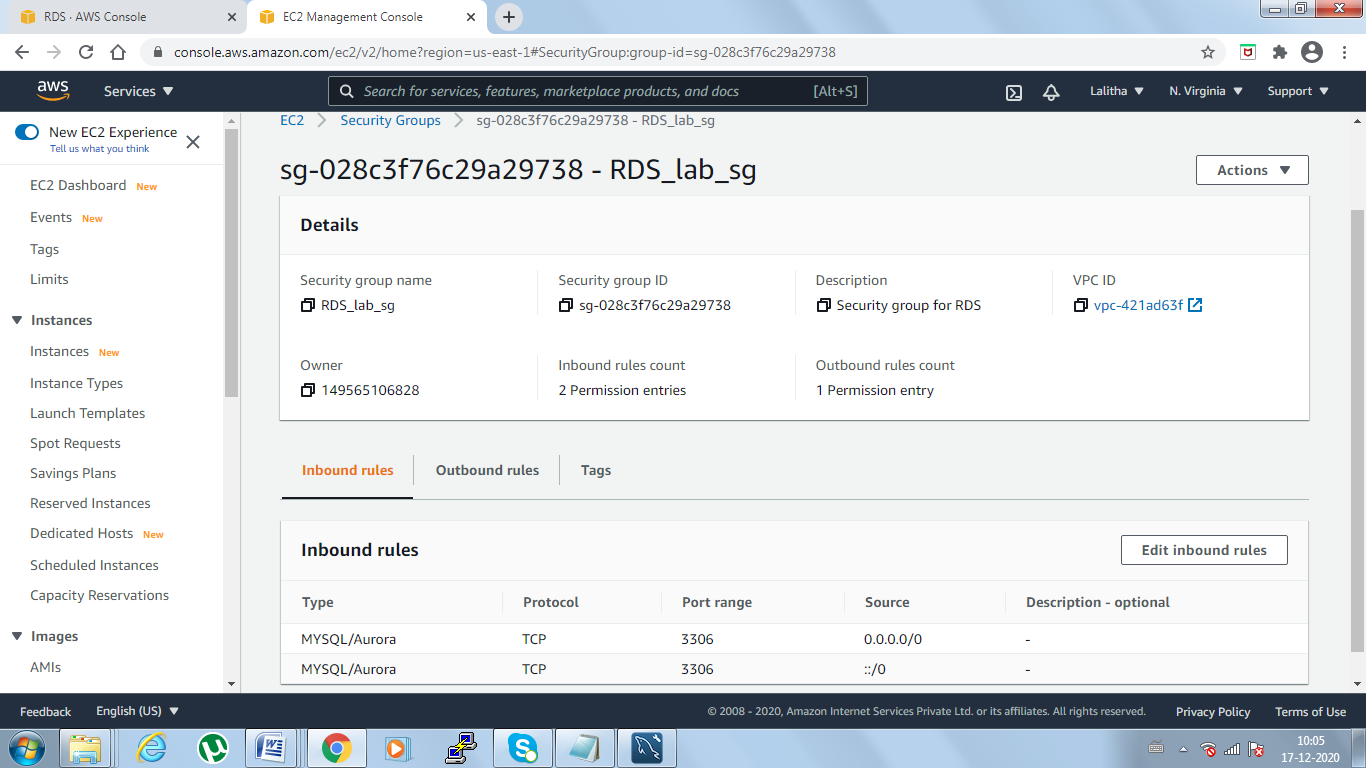 RDS · AWS Console
EC2 Management Console
console.aws.amazon.com/ec2/v2/home?region=us-east-1#SecurityGroup:group-id=sg-028c3f76c29a29738
aws Services Search for services, features, marketplace products, and docs [Alt+S] Lalitha N. Virginia Support
New EC2 Experience
Tell us what you think
EC2 Dashboard New
Events New
Tags
Limits
Instances
Instances New
Instance Types
Launch Templates
Spot Requests
Savings Plans
Reserved Instances
Dedicated Hosts New
Scheduled Instances
Capacity Reservations
Images
AMIs
EC2 Security Groups sg-028c3f76c29a29738 - RDS_lab_sg
sg-028c3f76c29a29738 - RDS_lab_sg
Actions
Details
Security group name Security group ID Description VPC ID
RDS_lab_sg sg-028c3f76c29a29738 Security group for RDS vpc-421ad63f
Owner Inbound rules count Outbound rules count
149565106828 2 Permission entries 1 Permission entry
Inbound rules Outbound rules Tags
Inbound rules
Edit inbound rules
Type Protocol Port range Source Description - optional
MYSQL/Aurora TCP 3306 0.0.0.0/0 -
MYSQL/Aurora TCP 3306 ::/0 -
Feedback English (US) © 2008 - 2020, Amazon Internet Services Private Ltd. or its affiliates. All rights reserved. Privacy Policy Terms of Use
10:05
17-12-2020